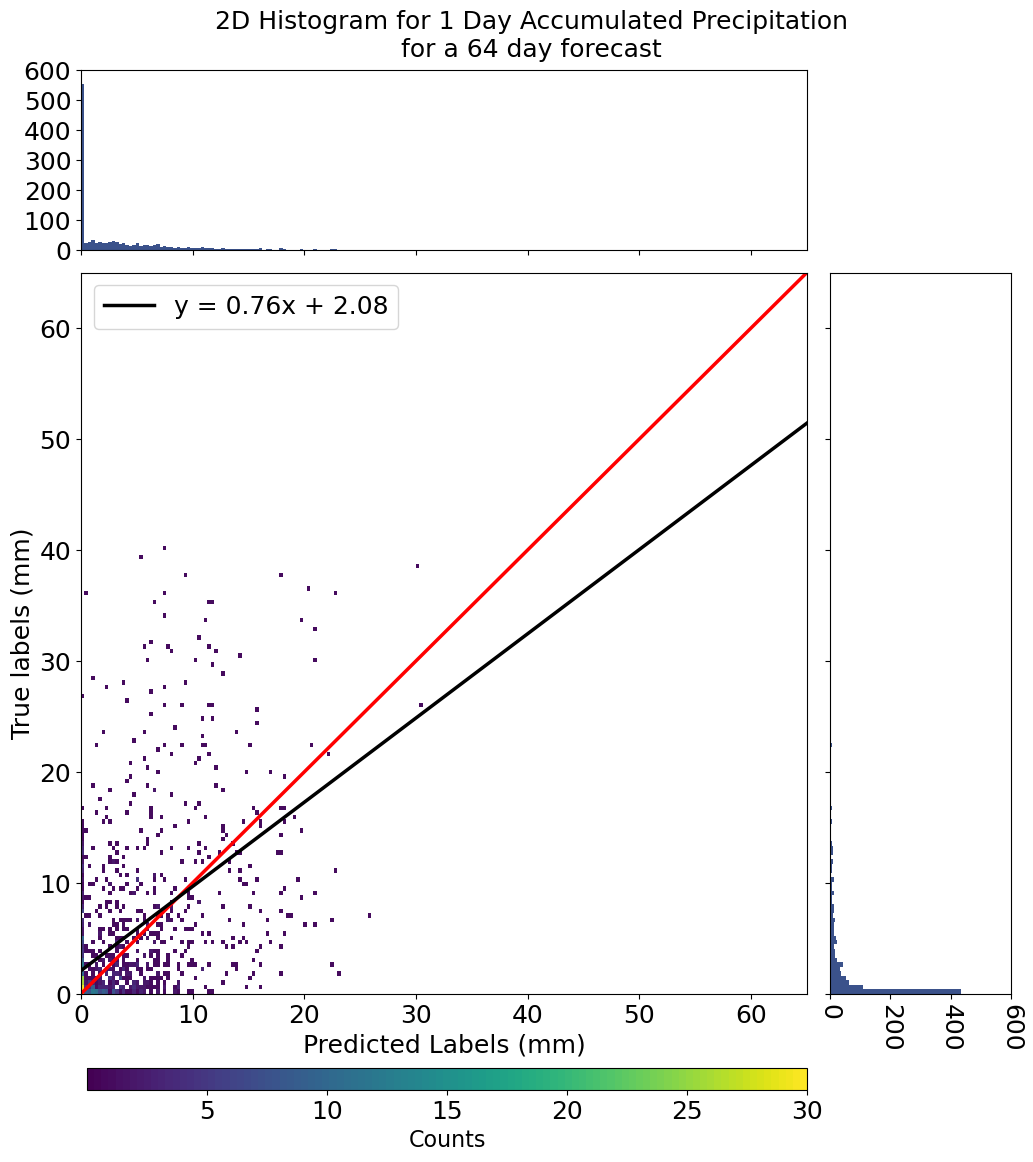 2D Histogram for 1 Day Accumulated Precipitation
for a 64 day forecast
600
500
400
300
200
100
0
y = 0.76x + 2.08
60
50
40
30
20
10
0
True labels (mm)
0 10 20 30 40 50 60
Predicted Labels (mm)
0 200 400 600
5 10 15 20 25 30
Counts